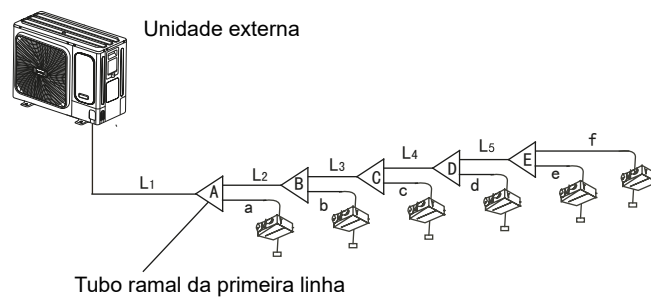 Unidade externa
L1
A
L2
a
B
L3
b
C
L4
c
D
L5
d
E
f
e
Tubo ramal da primeira linha